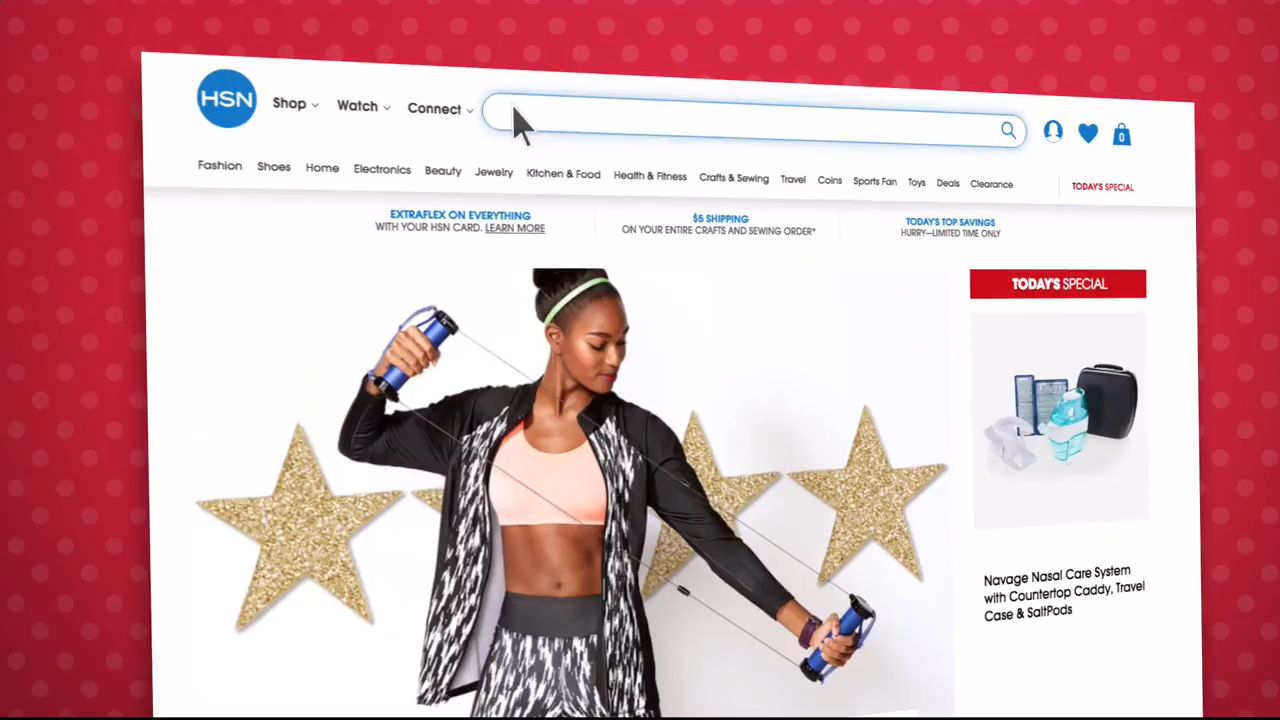 HSN
Shop Watch Connect
0
Fashion Shoes Home Electronics Beauty Jewelry Kitchen & Food Health & Fitness Crafts & Sewing Travel Coins Sports Fan Toys Deals Clearance TODAY'S SPECIAL
EXTRAFLEX ON EVERYTHING
WITH YOUR HSN CARD. LEARN MORE
$5 SHIPPING
ON YOUR ENTIRE CRAFTS AND SEWING ORDER*
TODAY'S TOP SAVINGS
HURRY—LIMITED TIME ONLY
TODAY'S SPECIAL
Navage Nasal Care System
with Countertop Caddy, Travel
Case & SaltPods